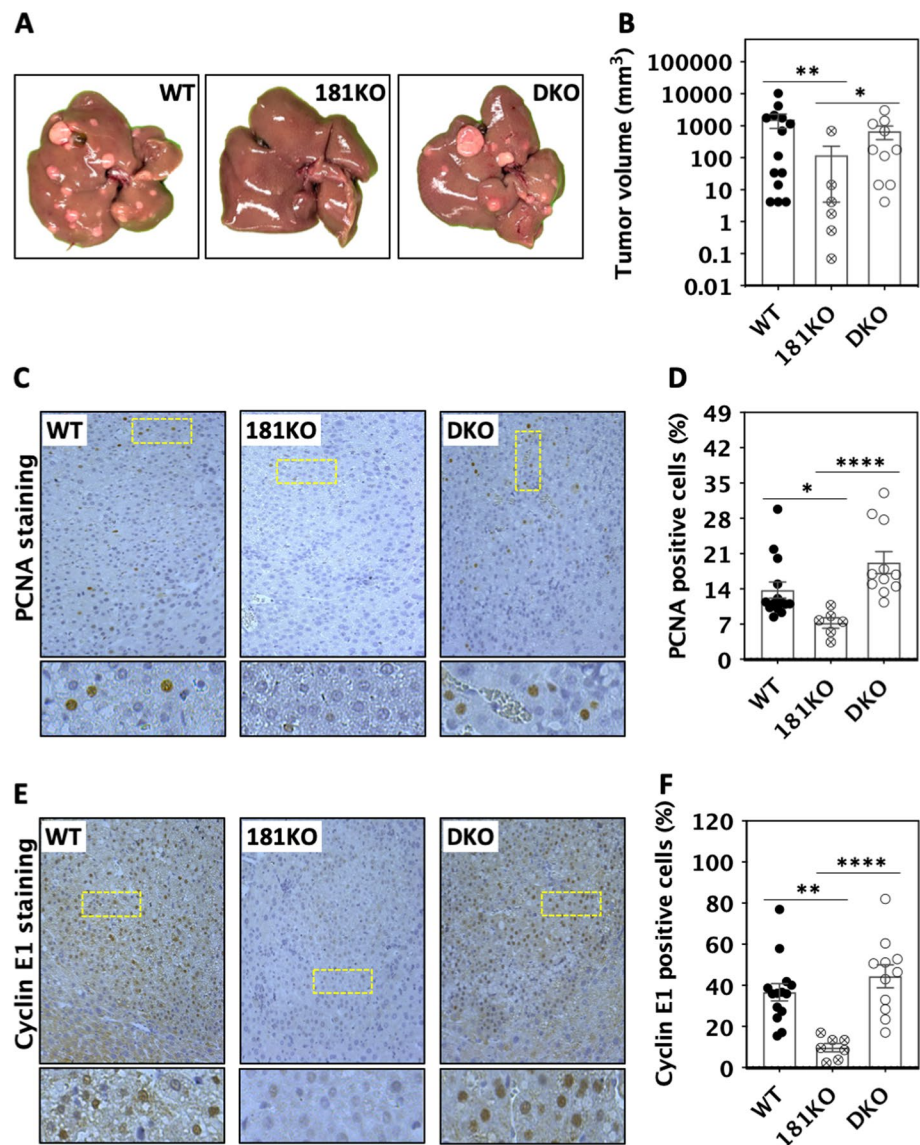 A
WT
181KO
DKO
B
Tumor volume (mm³)
100000
10000
1000
100
10
1
0.1
0.01
**
*
WT
181KO
DKO
C
PCNA staining
WT
181KO
DKO
D
PCNA positive cells (%)
49
42
35
28
21
14
7
0
*
****
WT
181KO
DKO
E
Cyclin E1 staining
WT
181KO
DKO
F
Cyclin E1 positive cells (%)
120
100
80
60
40
20
0
**
****
WT
181KO
DKO